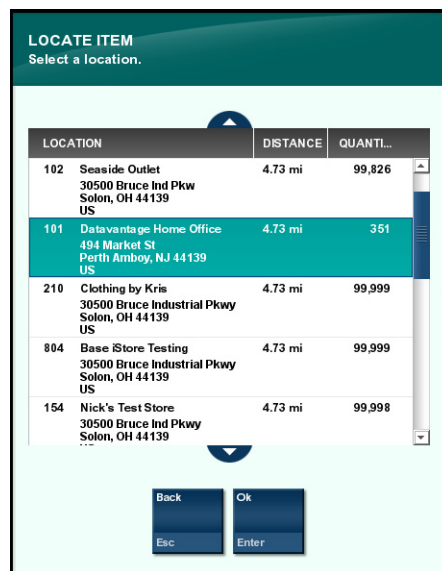 LOCATE ITEM
Select a location.
LOCATION DISTANCE QUANTI...
102 Seaside Outlet 4.73 mi 99,826
30500 Bruce Ind Pkw
Solon, OH 44139
US
101 Datavantage Home Office 4.73 mi 351
494 Market St
Perth Amboy, NJ 44139
US
210 Clothing by Kris 4.73 mi 99,999
30500 Bruce Industrial Pkwy
Solon, OH 44139
US
804 Base iStore Testing 4.73 mi 99,999
30500 Bruce Industrial Pkwy
Solon, OH 44139
US
154 Nick's Test Store 4.73 mi 99,998
30500 Bruce Ind Pkwy
Solon, OH 44139
Back Ok
Esc Enter